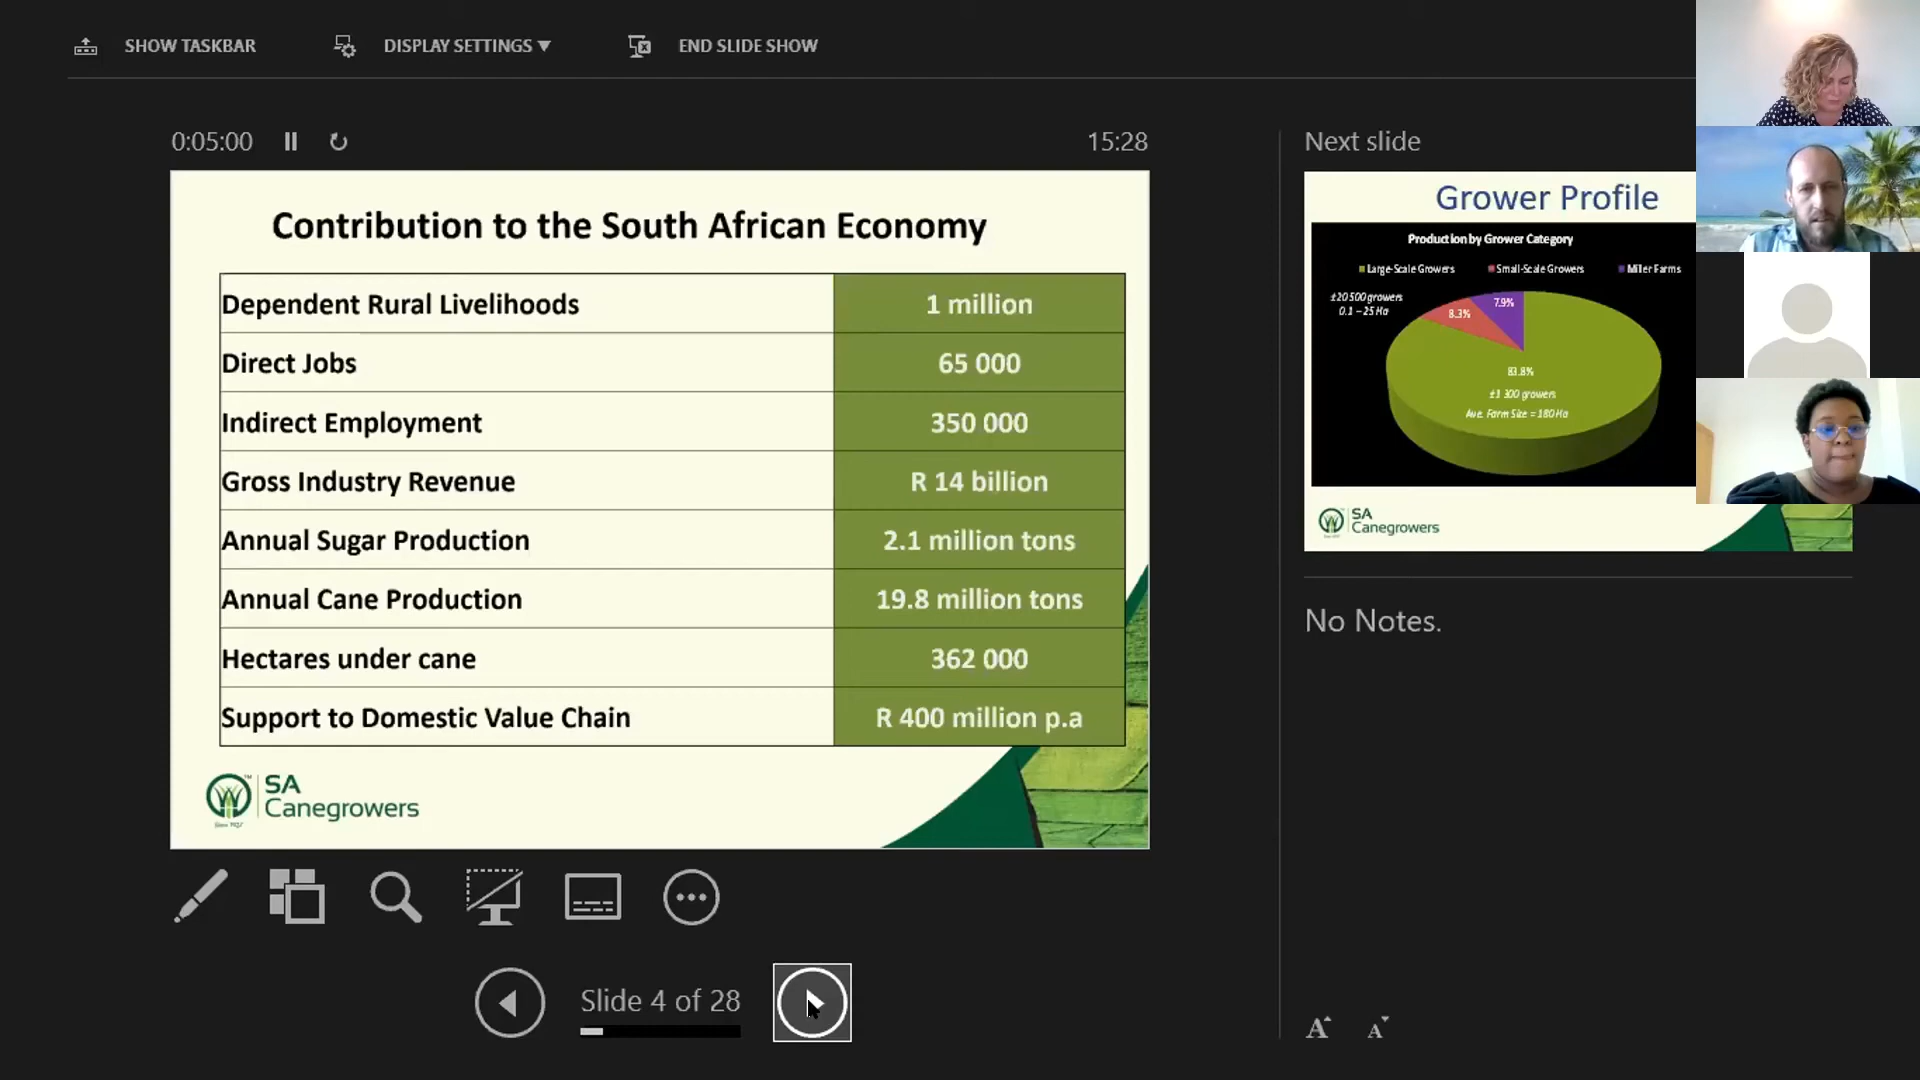 SHOW TASKBAR
DISPLAY SETTINGS ▼
END SLIDE SHOW
0:05:00
15:28
Contribution to the South African Economy
Dependent Rural Livelihoods 1 million
Direct Jobs 65 000
Indirect Employment 350 000
Gross Industry Revenue R 14 billion
Annual Sugar Production 2.1 million tons
Annual Cane Production 19.8 million tons
Hectares under cane 362 000
Support to Domestic Value Chain R 400 million p.a
SA
Canegrowers
Slide 4 of 28
Next slide
Grower Profile
Production by Grower Category
Large-Scale Growers Small-Scale Growers Miller Farms
±20 500 growers
0.1 – 25 Ha
7.9%
8.3%
83.8%
±1 300 growers
Ave. Farm Size = 180 Ha
SA
Canegrowers
No Notes.
A A